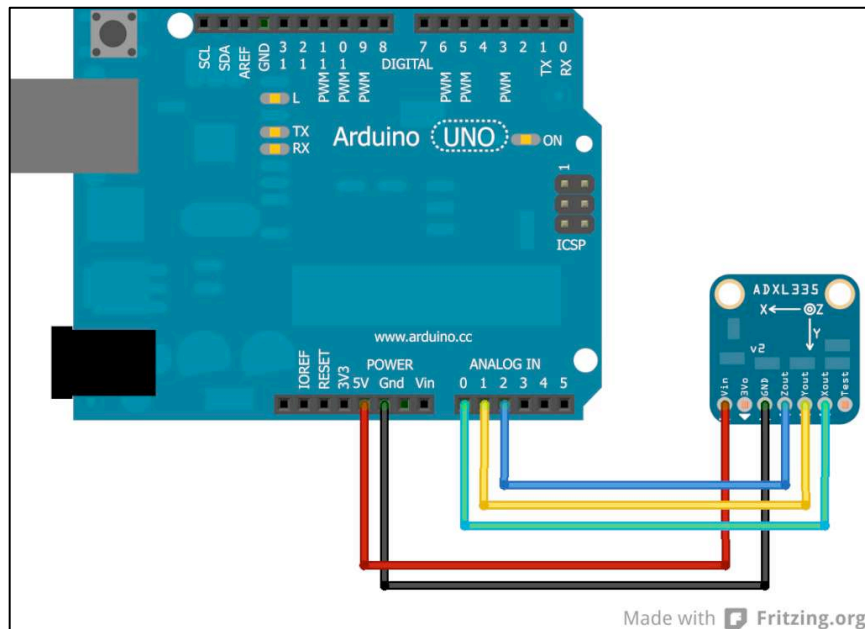 SCL
SDA
AREF
GND
13
12
11
PWM
10
PWM
9
PWM
8
DIGITAL
7
6
PWM
5
PWM
4
3
PWM
2
1
TX
0
RX
L
TX
RX
Arduino UNO
ON
1
ICSP
www.arduino.cc
POWER
IOREF
RESET
3V3
5V Gnd Vin
ANALOG IN
0 1 2 3 4 5
ADXL335
X Z
Y
v2
Vin
3Vo
GND
Zout
Yout
Xout
Test
Made with Fritzing.org